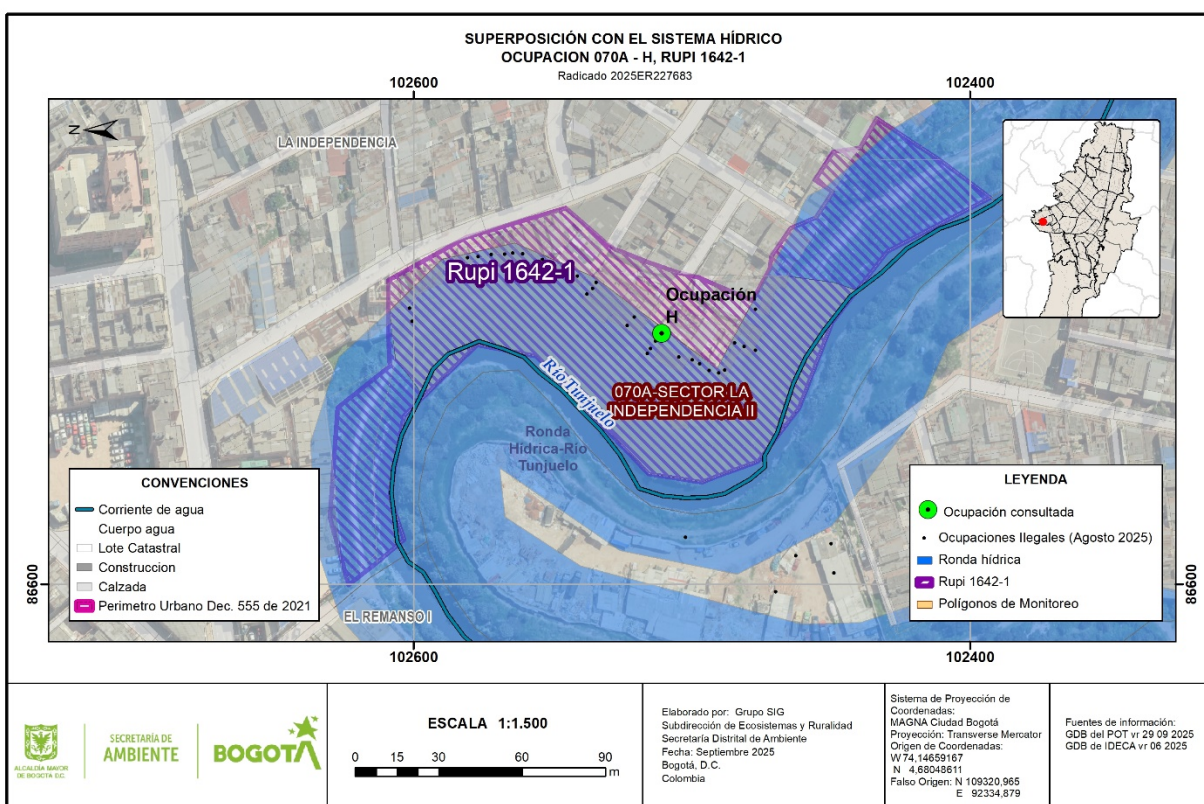 SUPERPOSICIÓN CON EL SISTEMA HÍDRICO
OCUPACION 070A - H, RUPI 1642-1
Radicado 2025ER227683
102600
102400
N
LA INDEPENDENCIA
Rupi 1642-1
Ocupación
H
Río Tunjuelo
070A-SECTOR LA
INDEPENDENCIA II
Ronda
Hídrica-Río
Tunjuelo
EL REMANSO I
86600
86600
CONVENCIONES
Corriente de agua
Cuerpo agua
Lote Catastral
Construccion
Calzada
Perimetro Urbano Dec. 555 de 2021
LEYENDA
Ocupación consultada
Ocupaciones Ilegales (Agosto 2025)
Ronda hídrica
Rupi 1642-1
Polígonos de Monitoreo
102600
102400
ALCALDÍA MAYOR
DE BOGOTÁ D.C.
SECRETARÍA DE
AMBIENTE
BOGOTÁ
ESCALA 1:1.500
0 15 30 60 90
m
Elaborado por: Grupo SIG
Subdirección de Ecosistemas y Ruralidad
Secretaría Distrital de Ambiente
Fecha: Septiembre 2025
Bogotá, D.C.
Colombia
Sistema de Proyección de
Coordenadas:
MAGNA Ciudad Bogotá
Proyección: Transverse Mercator
Origen de Coordenadas:
W 74,14659167
N 4,68048611
Falso Origen: N 109320,965
E 92334,879
Fuentes de información:
GDB del POT vr 29 09 2025
GDB de IDECA vr 06 2025